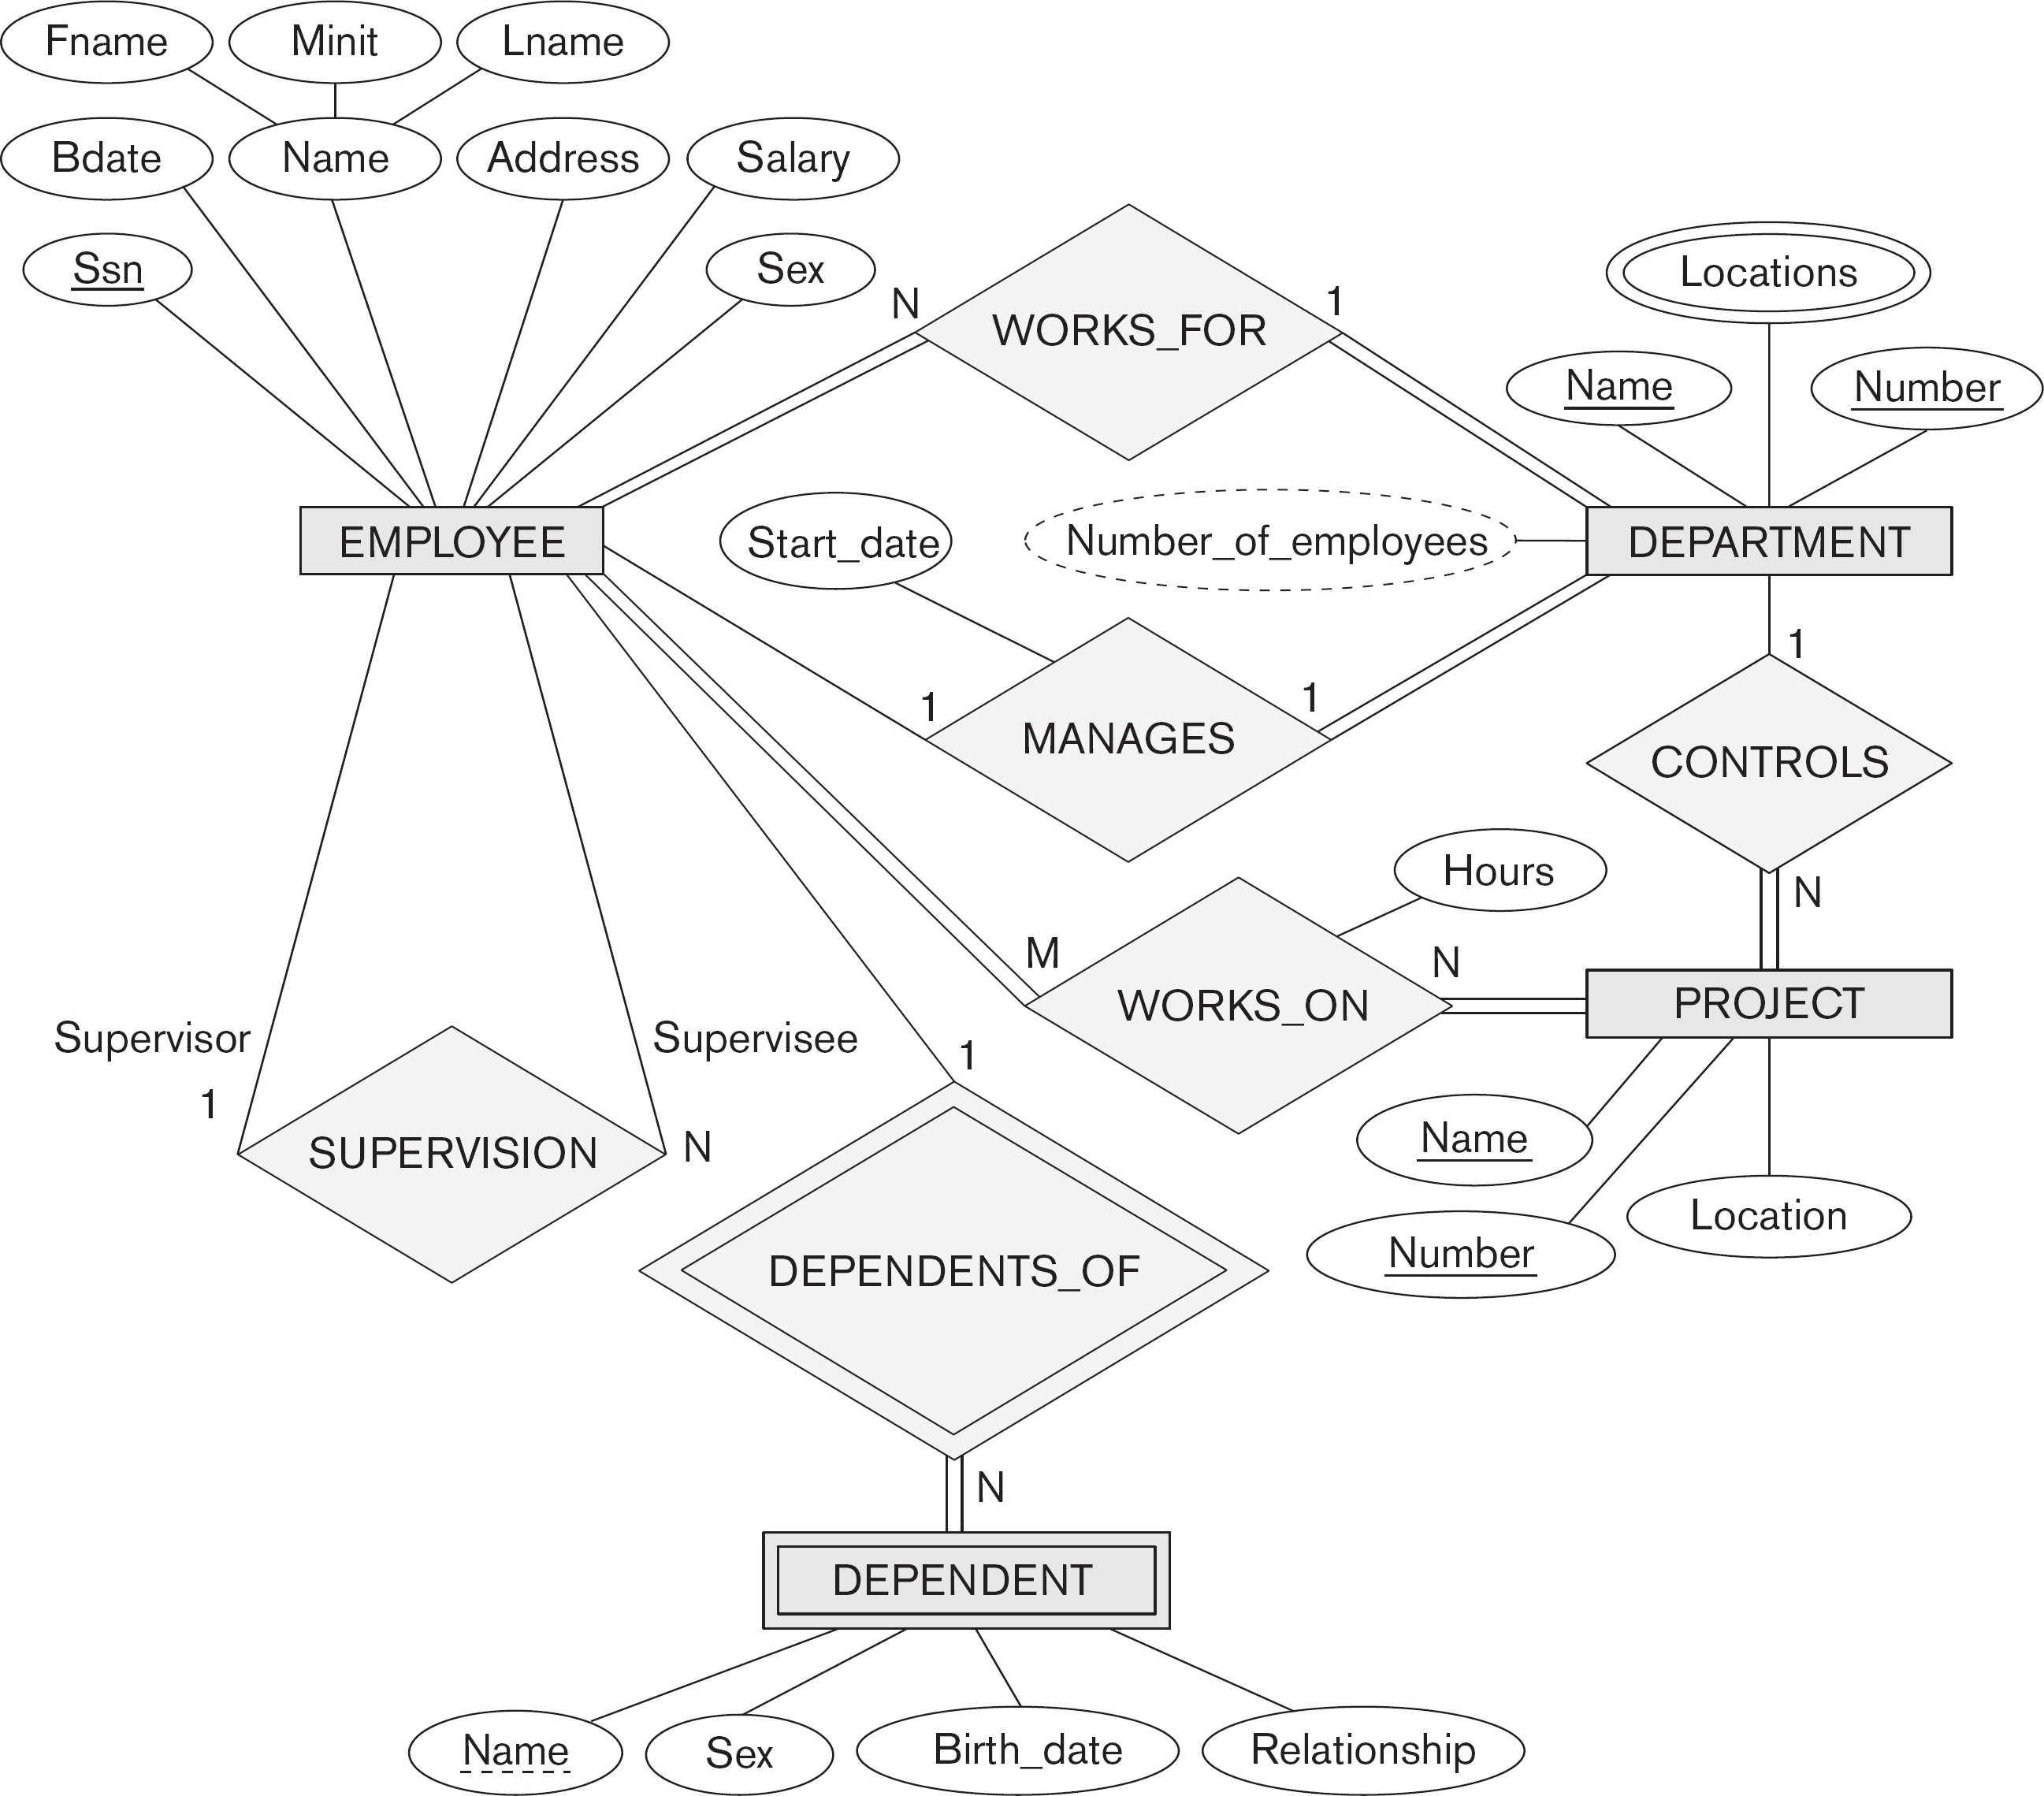 Fname
Minit
Lname
Bdate
Name
Address
Salary
Ssn
Sex
N
WORKS_FOR
1
Locations
Name
Number
EMPLOYEE
Start_date
Number_of_employees
DEPARTMENT
1
MANAGES
1
1
CONTROLS
N
Hours
M
WORKS_ON
N
PROJECT
Supervisor
Supervisee
1
1
SUPERVISION
N
Name
Number
Location
DEPENDENTS_OF
N
DEPENDENT
Name
Sex
Birth_date
Relationship